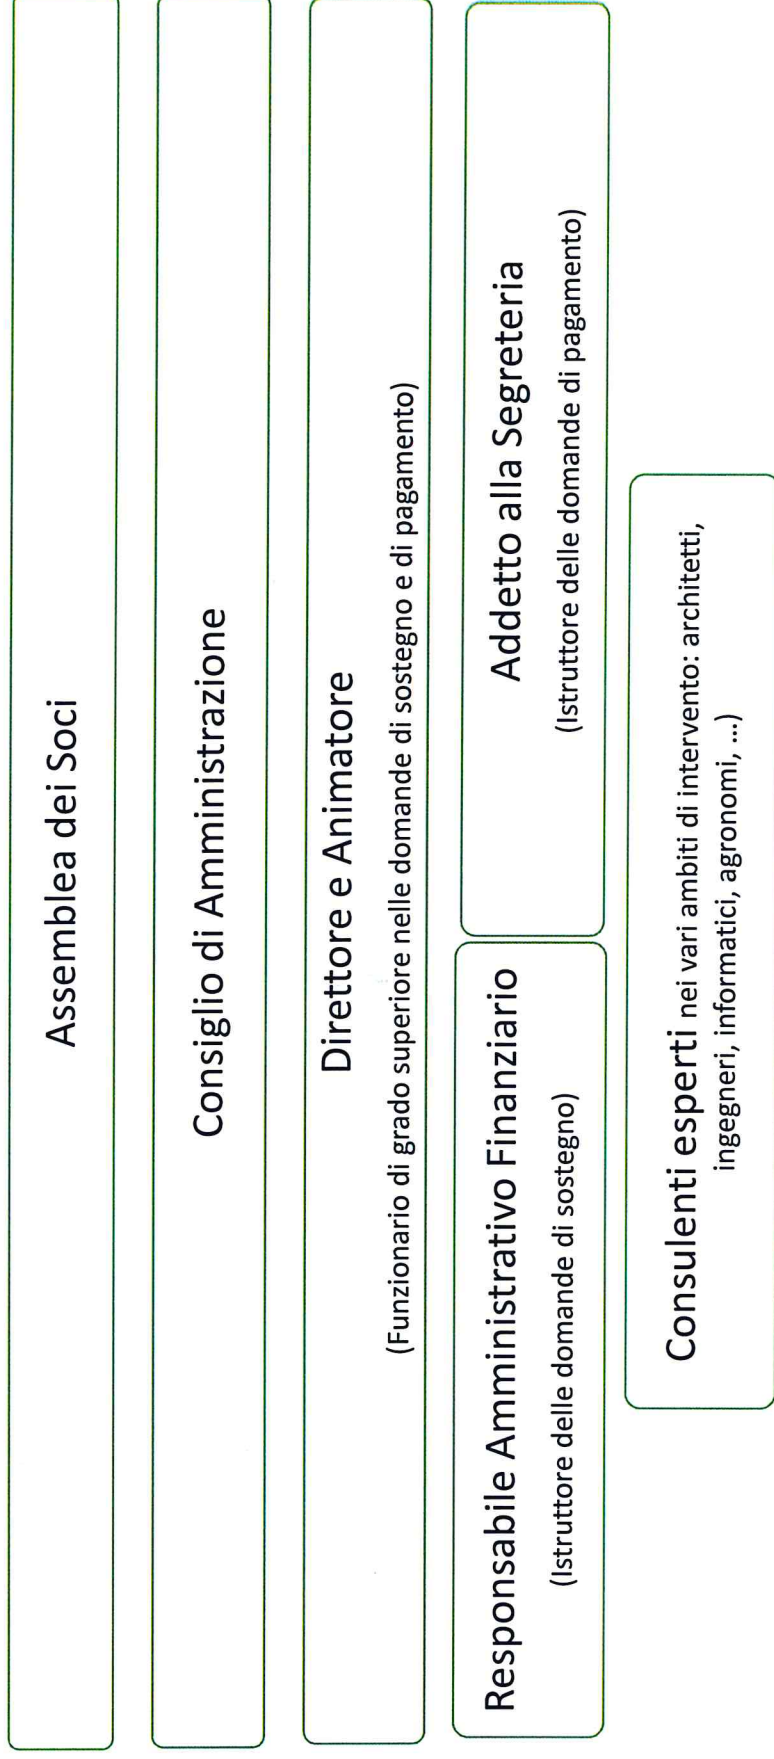 Assemblea dei Soci
Consiglio di Amministrazione
Direttore e Animatore
(Funzionario di grado superiore nelle domande di sostegno e di pagamento)
Responsabile Amministrativo Finanziario
(Istruttore delle domande di sostegno)
Addetto alla Segreteria
(Istruttore delle domande di pagamento)
Consulenti esperti nei vari ambiti di intervento: architetti,
ingegneri, informatici, agronomi, ...)